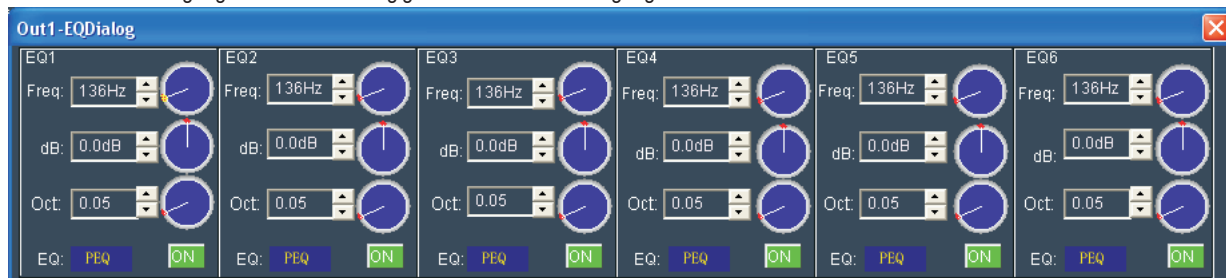 Out1-EQDialog
EQ1 EQ2 EQ3 EQ4 EQ5 EQ6
Freq: 136Hz Freq: 136Hz Freq: 136Hz Freq: 136Hz Freq: 136Hz Freq: 136Hz
dB: 0.0dB dB: 0.0dB dB: 0.0dB dB: 0.0dB dB: 0.0dB dB: 0.0dB
Oct: 0.05 Oct: 0.05 Oct: 0.05 Oct: 0.05 Oct: 0.05 Oct: 0.05
EQ: PEQ ON EQ: PEQ ON EQ: PEQ ON EQ: PEQ ON EQ: PEQ ON EQ: PEQ ON